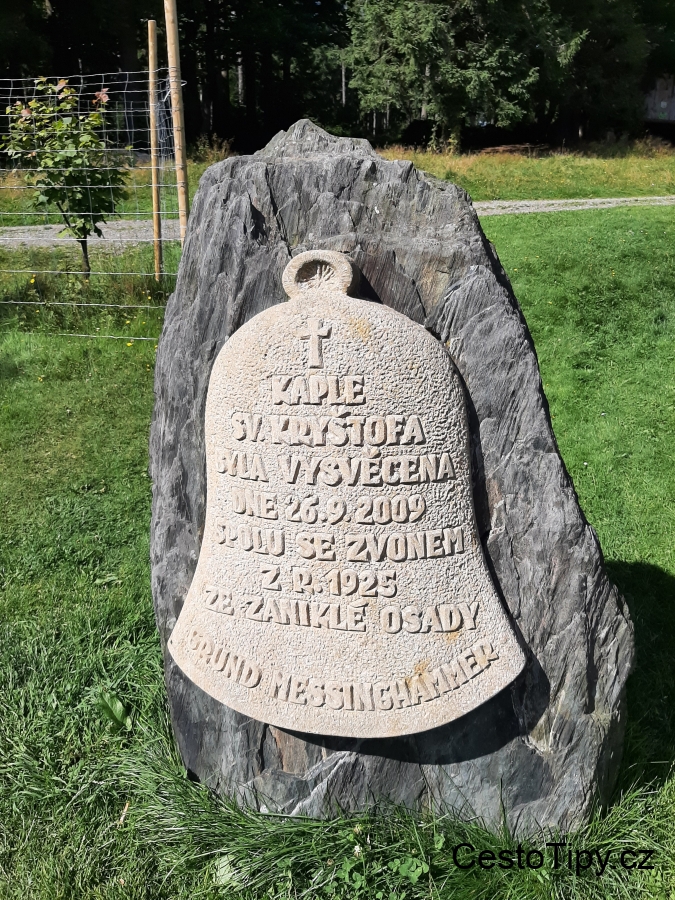 KAPLE
SV. KRYŠTOFA
BYLA VYSVĚCENA
DNE 26.9.2009
SPOLU SE ZVONEM
Z R. 1925
ZE ZANIKLÉ OSADY
GRUND MESSINGHAMMER
CestoTipy.cz